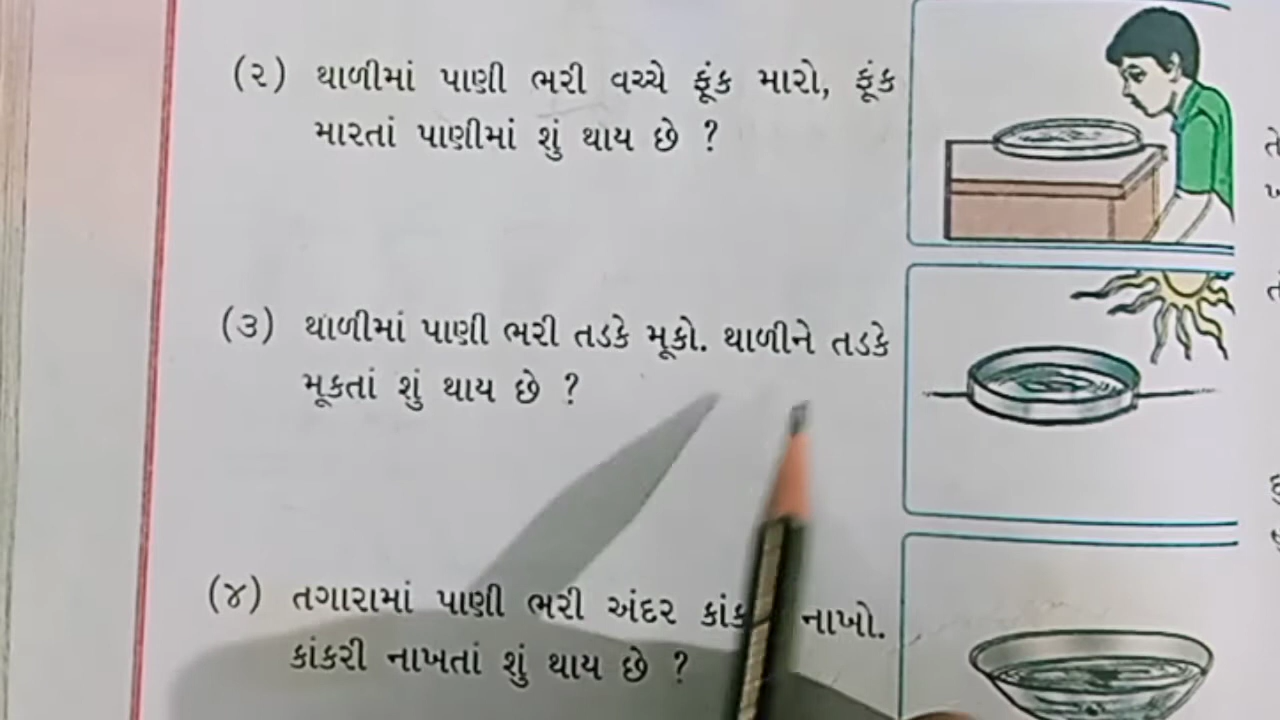 (૨) થાળીમાં પાણી ભરી વચ્ચે ફૂંક મારો, ફૂંક
મારતાં પાણીમાં શું થાય છે ?
(૩) થાળીમાં પાણી ભરી તડકે મૂકો. થાળીને તડકે
મૂકતાં શું થાય છે ?
(૪) તગારામાં પાણી ભરી અંદર નાખો.
કાંકરી નાખતાં શું થાય છે ?